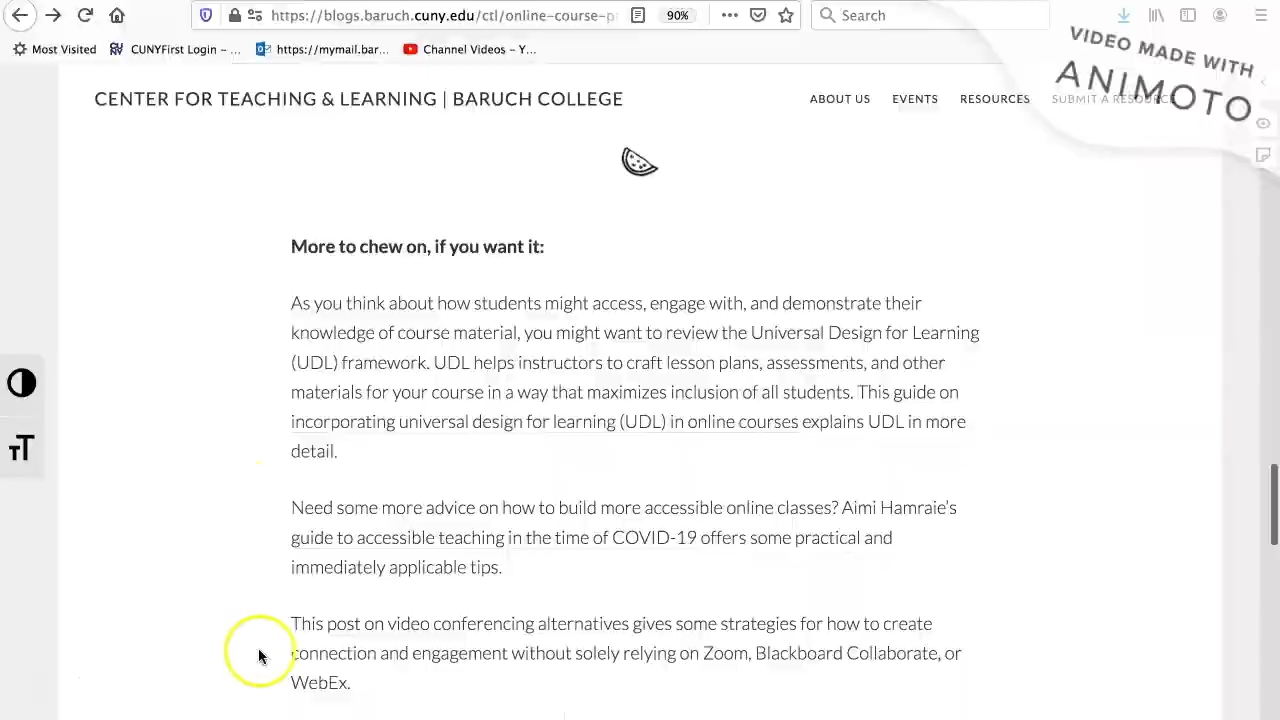 https://blogs.baruch.cuny.edu/ctl/online-course-pr
90%
Search
Most Visited
CUNYFirst Login – ...
https://mymail.bar...
Channel Videos – Y...
VIDEO MADE WITH
ANIMOTO
CENTER FOR TEACHING & LEARNING | BARUCH COLLEGE
ABOUT US
EVENTS
RESOURCES
SUBMIT A RESOURCE
More to chew on, if you want it:
As you think about how students might access, engage with, and demonstrate their
knowledge of course material, you might want to review the Universal Design for Learning
(UDL) framework. UDL helps instructors to craft lesson plans, assessments, and other
materials for your course in a way that maximizes inclusion of all students. This guide on
incorporating universal design for learning (UDL) in online courses explains UDL in more
detail.
Need some more advice on how to build more accessible online classes? Aimi Hamraie's
guide to accessible teaching in the time of COVID-19 offers some practical and
immediately applicable tips.
This post on video conferencing alternatives gives some strategies for how to create
connection and engagement without solely relying on Zoom, Blackboard Collaborate, or
WebEx.